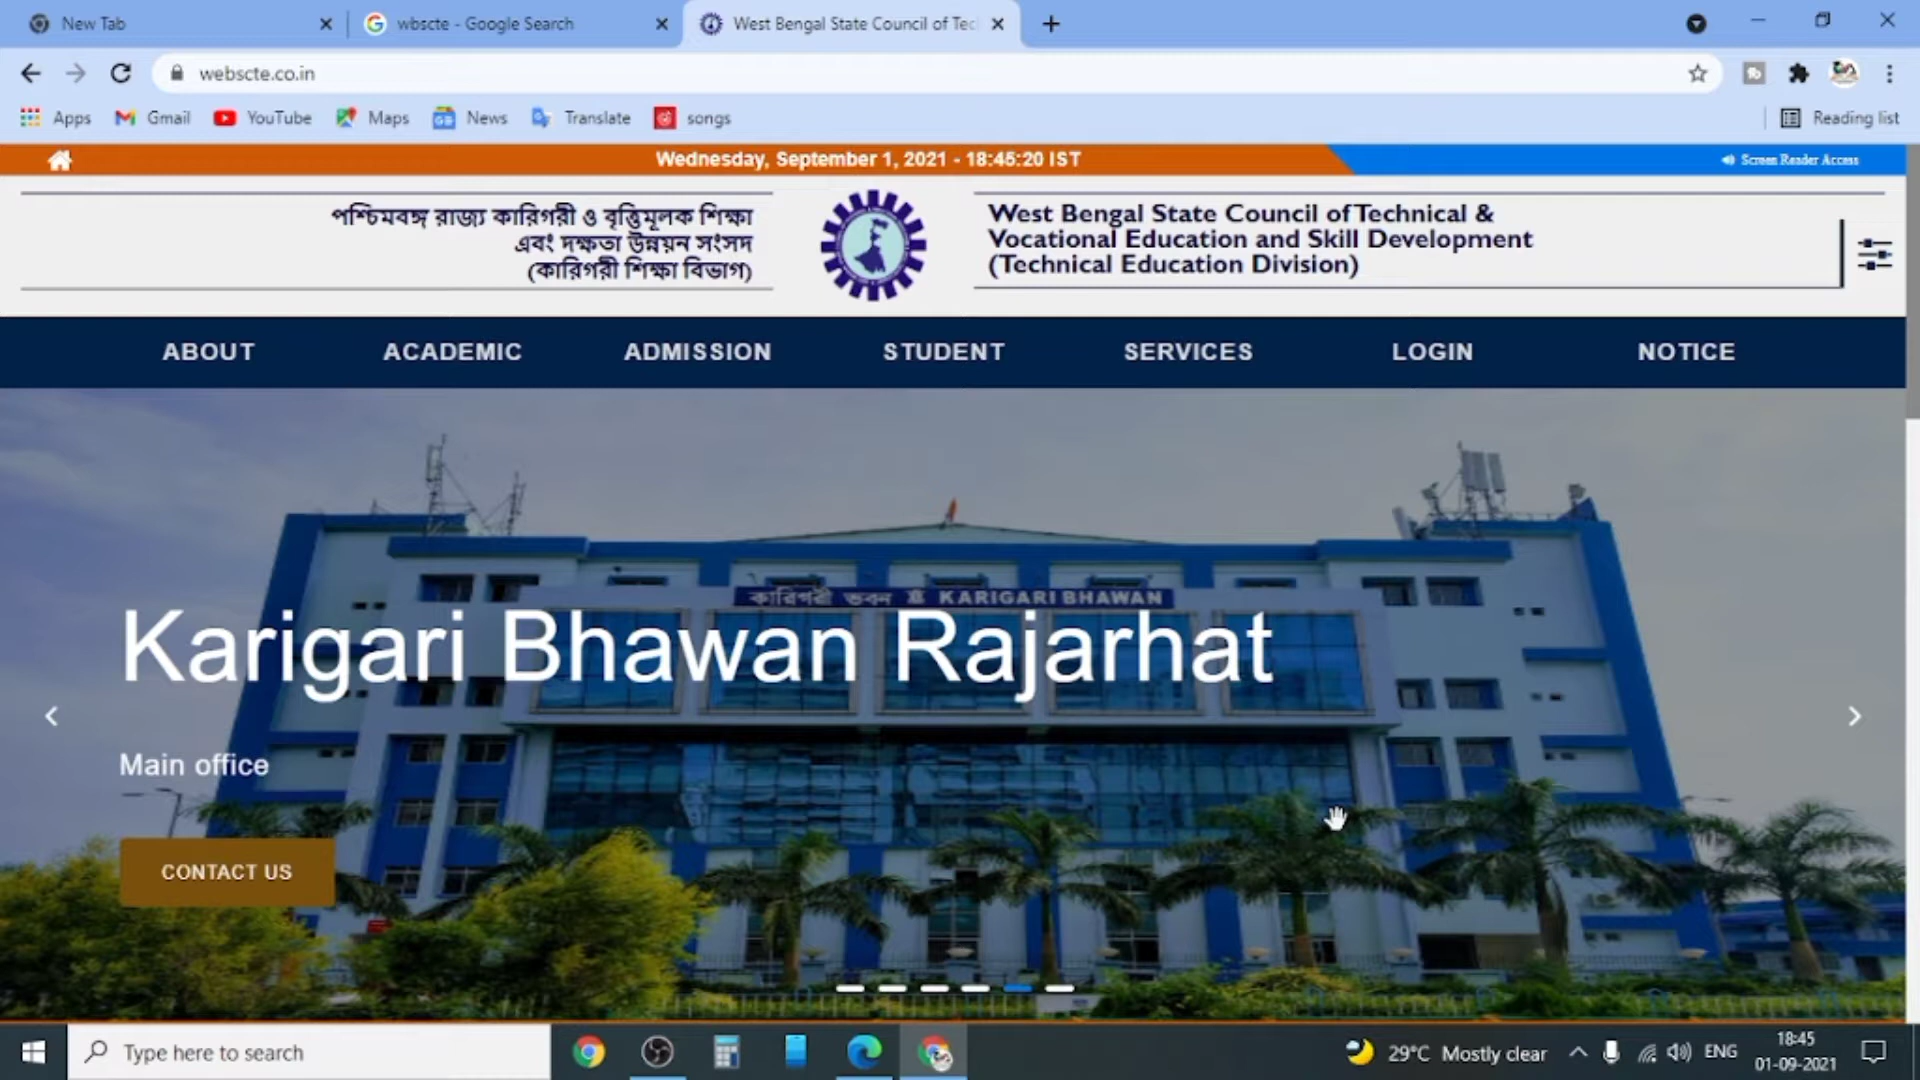 New Tab
wbscte - Google Search
West Bengal State Council of Tec
webscte.co.in
Apps
Gmail
YouTube
Maps
News
Translate
songs
Reading list
Wednesday, September 1, 2021 - 18:45:20 IST
Screen Reader Access
পশ্চিমবঙ্গ রাজ্য কারিগরী ও বৃত্তিমূলক শিক্ষা
এবং দক্ষতা উন্নয়ন সংসদ
(কারিগরী শিক্ষা বিভাগ)
West Bengal State Council of Technical &
Vocational Education and Skill Development
(Technical Education Division)
ABOUT
ACADEMIC
ADMISSION
STUDENT
SERVICES
LOGIN
NOTICE
কারিগরী ভবন KARIGARI BHAWAN
Karigari Bhawan Rajarhat
Main office
CONTACT US
Type here to search
29°C Mostly clear
ENG
18:45
01-09-2021